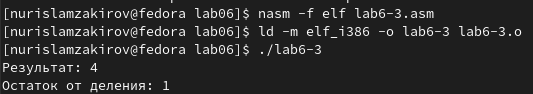 [nurislamzakirov@fedora lab06]$ nasm -f elf lab6-3.asm
[nurislamzakirov@fedora lab06]$ ld -m elf_i386 -o lab6-3 lab6-3.o
[nurislamzakirov@fedora lab06]$ ./lab6-3
Результат: 4
Остаток от деления: 1